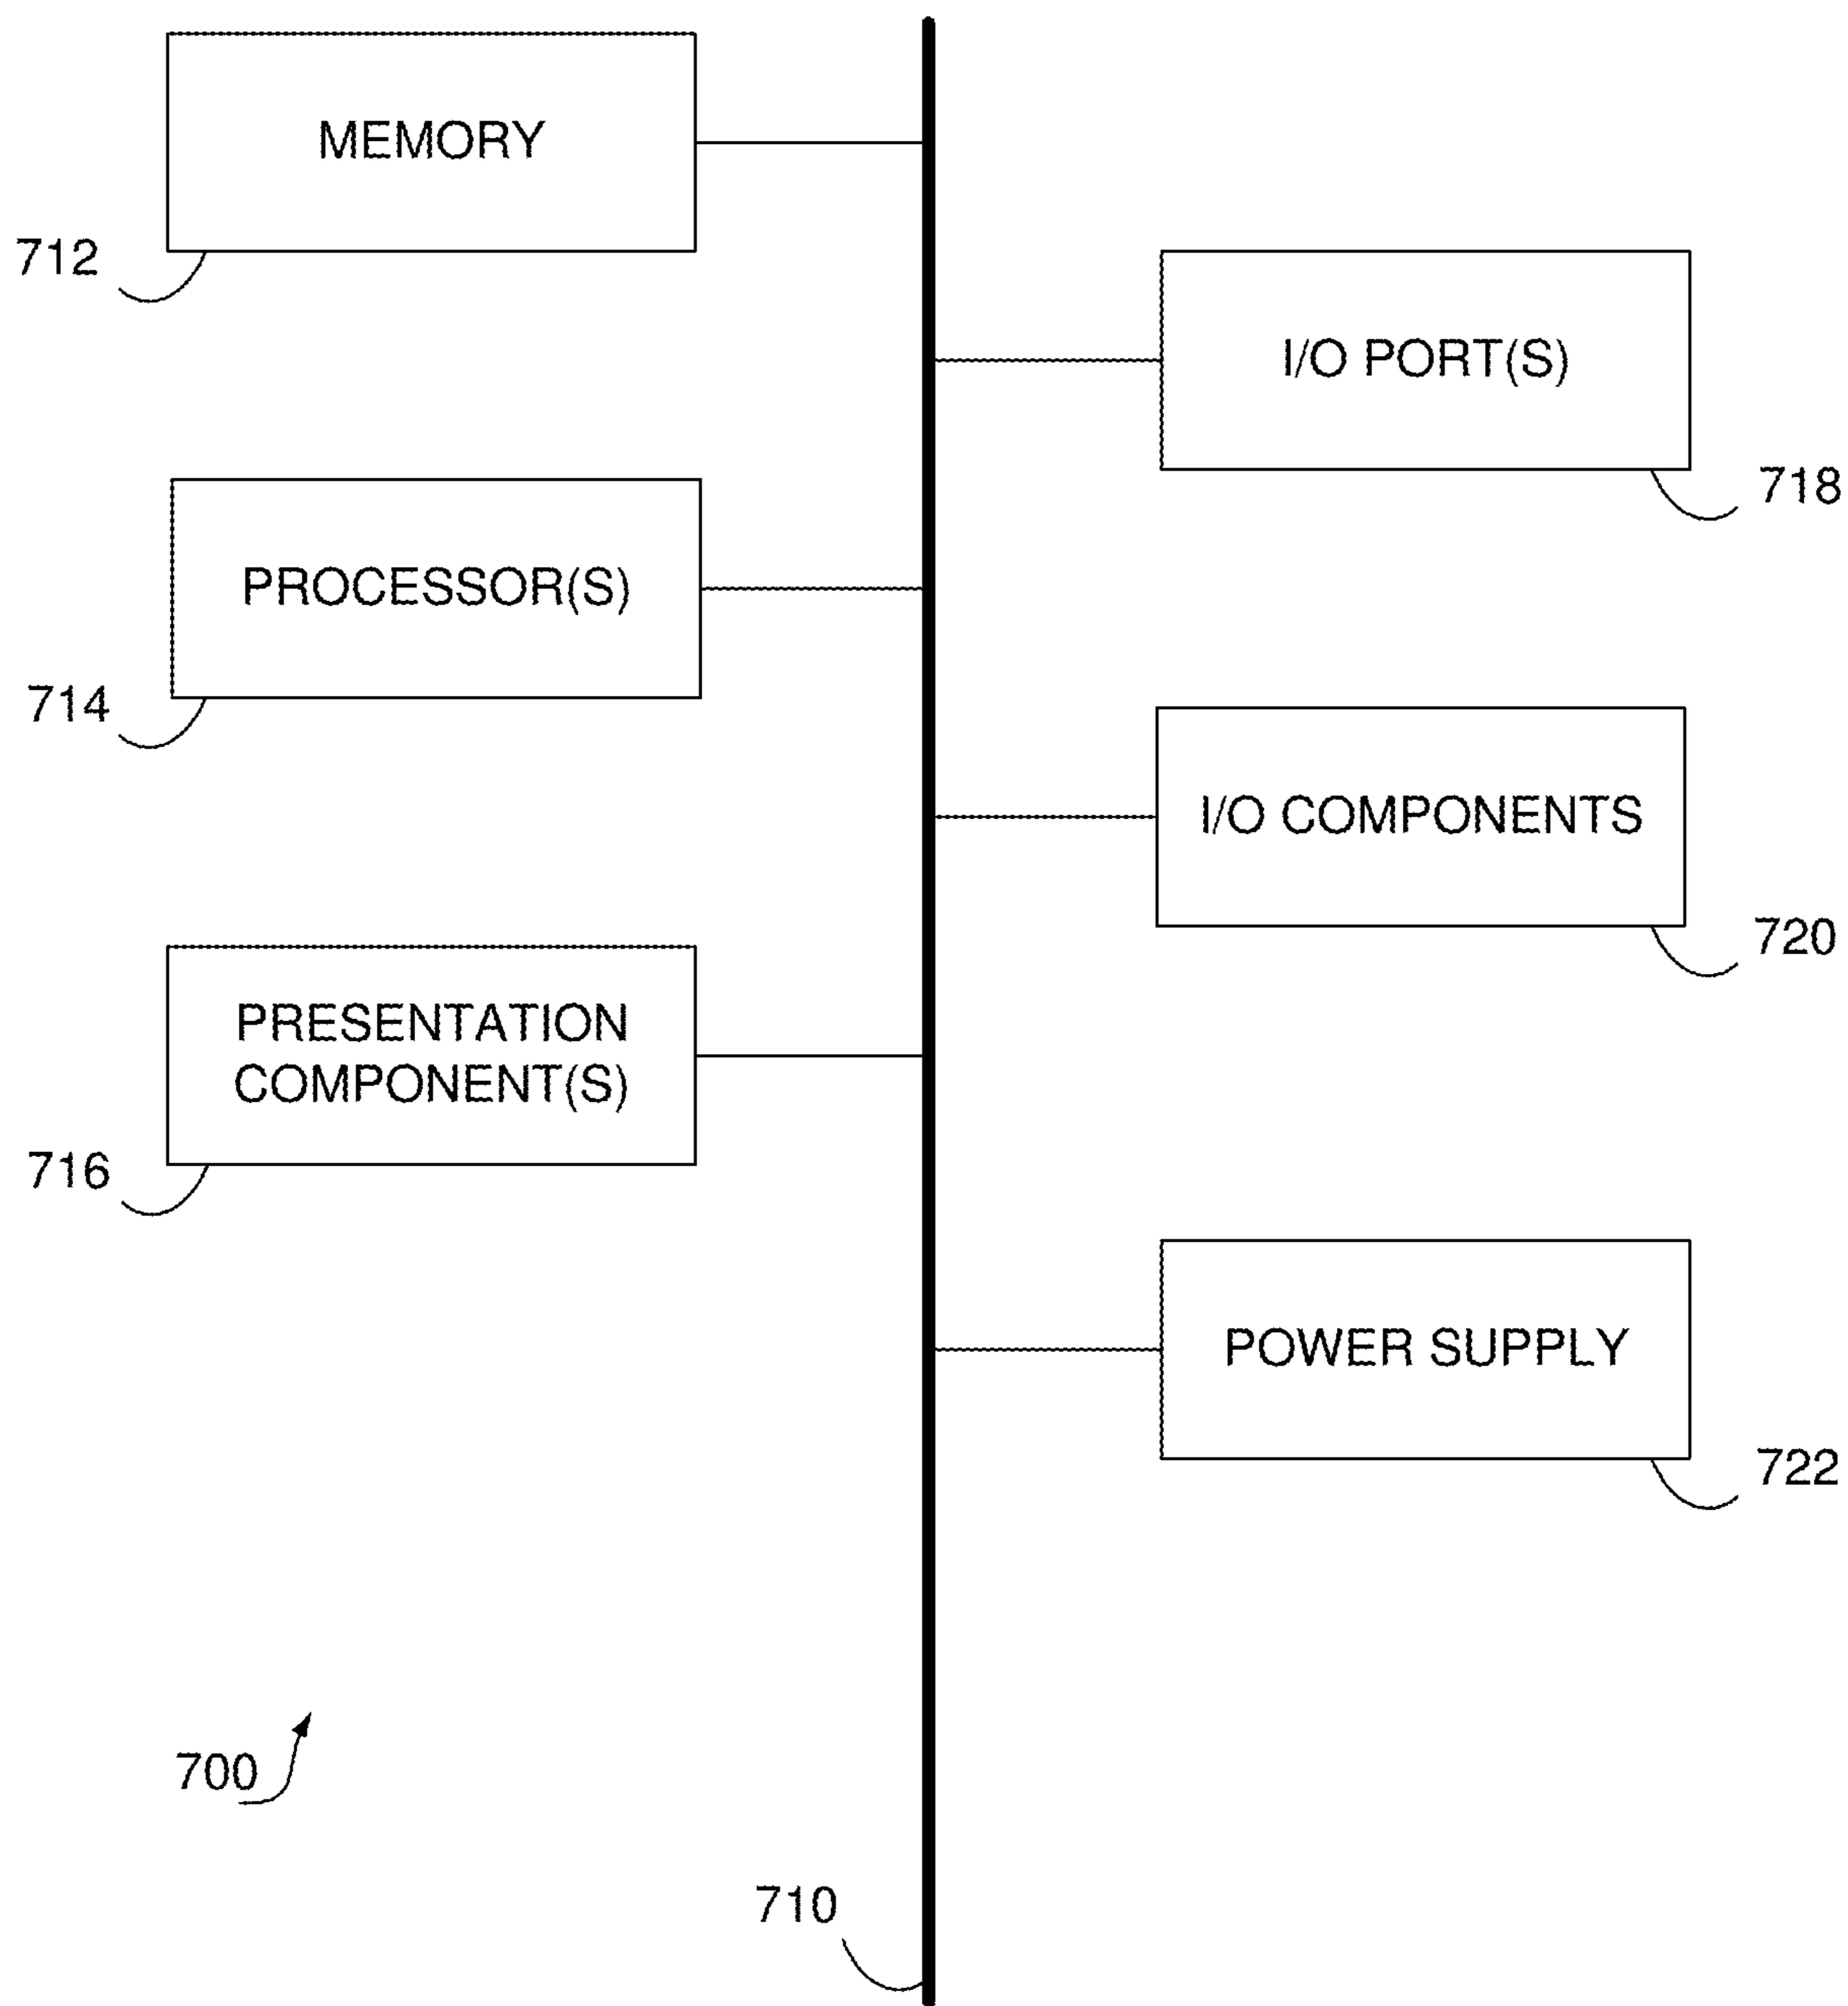 MEMORY
712
I/O PORT(S)
718
PROCESSOR(S)
714
I/O COMPONENTS
720
PRESENTATION
COMPONENT(S)
716
POWER SUPPLY
722
700
710